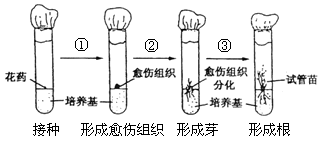 ① ② ③
花药 愈伤组织 愈伤组织 试管苗
分化
培养基 培养基
接种 形成愈伤组织 形成芽 形成根